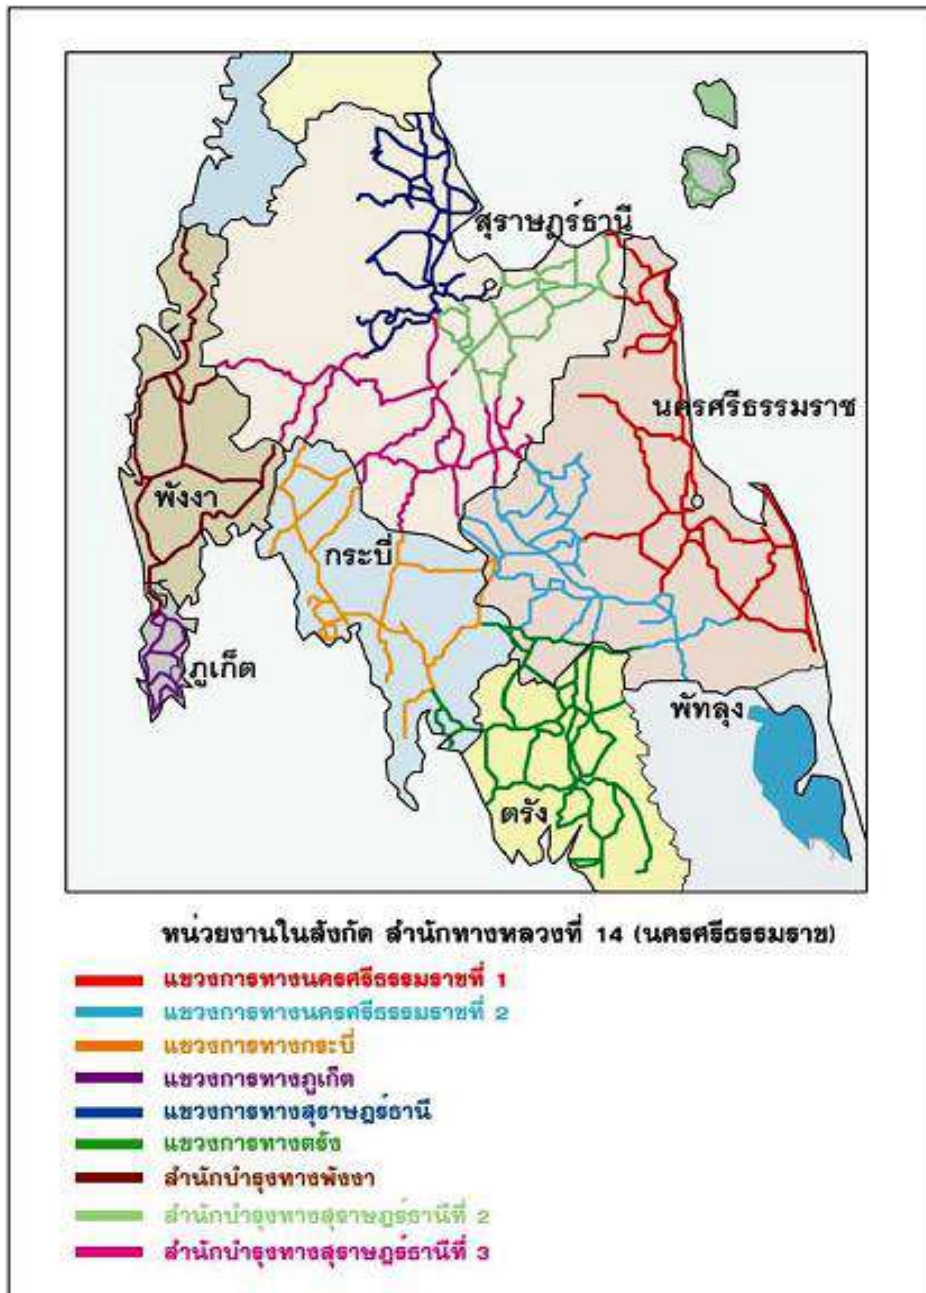 สุราษฎร์ธานี
นครศรีธรรมราช
พังงา
กระบี่
ภูเก็ต
พัทลุง
ตรัง
หน่วยงานในสังกัด สำนักทางหลวงที่ 14 (นครศรีธรรมราช)
แขวงการทางนครศรีธรรมราชที่ 1
แขวงการทางนครศรีธรรมราชที่ 2
แขวงการทางกระบี่
แขวงการทางภูเก็ต
แขวงการทางสุราษฎร์ธานี
แขวงการทางตรัง
สำนักบำรุงทางพังงา
สำนักบำรุงทางสุราษฎร์ธานีที่ 2
สำนักบำรุงทางสุราษฎร์ธานีที่ 3